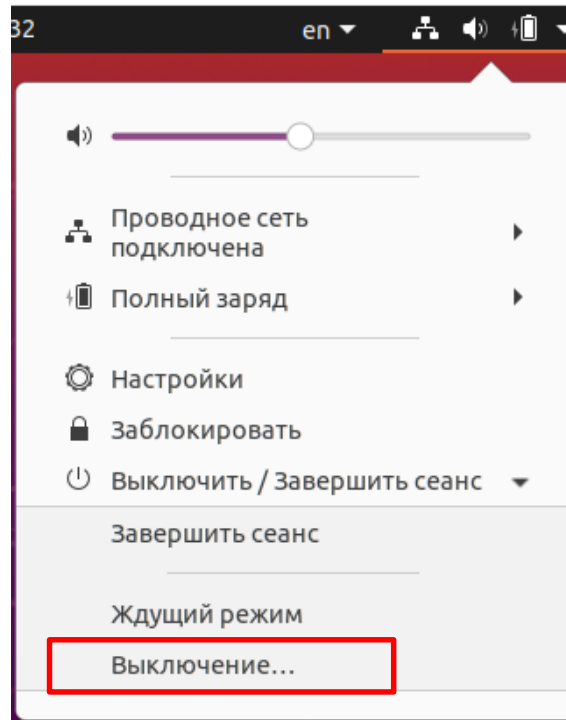 32 en
Проводное сеть
подключена
Полный заряд
Настройки
Заблокировать
Выключить / Завершить сеанс
Завершить сеанс
Ждущий режим
Выключение...